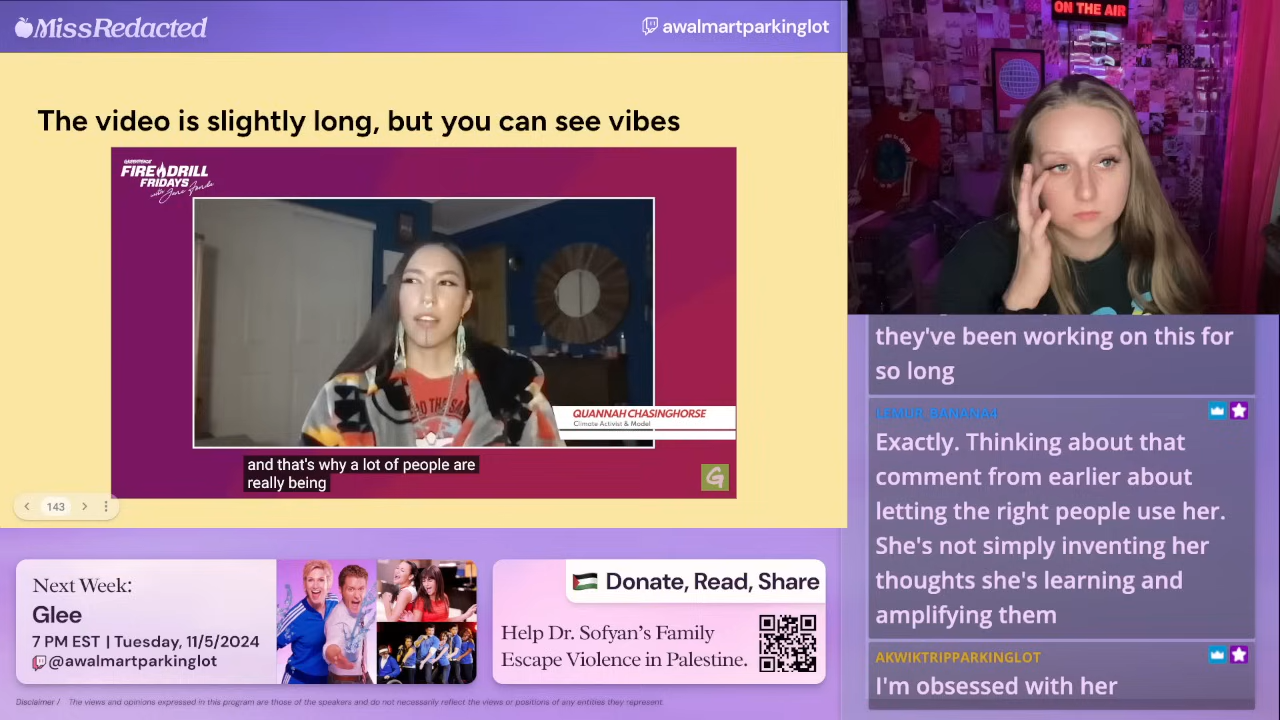 MissRedacted
awalmartparkinglot
ON THE AIR
The video is slightly long, but you can see vibes
GREENPEACE
FIRE DRILL
FRIDAYS
with Jane Fonda
QUANNAH CHASINGHORSE
Climate Activist & Model
and that's why a lot of people are
really being
G
143
they've been working on this for
so long
LEMUR_BANANA4
Exactly. Thinking about that
comment from earlier about
letting the right people use her.
She's not simply inventing her
thoughts she's learning and
amplifying them
AKWIKTRIPPARKINGLOT
I'm obsessed with her
Next Week:
Glee
7 PM EST | Tuesday, 11/5/2024
@awalmartparkinglot
Donate, Read, Share
Help Dr. Sofyan's Family
Escape Violence in Palestine.
Disclaimer / The views and opinions expressed in this program are those of the speakers and do not necessarily reflect the views or positions of any entities they represent